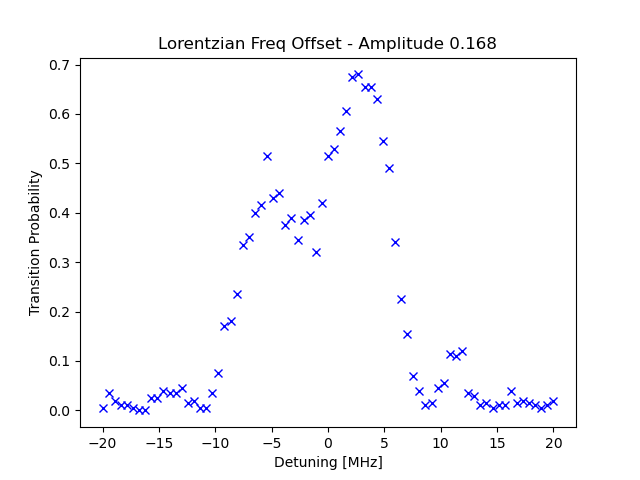 Lorentzian Freq Offset - Amplitude 0.168
Transition Probability
0.7
0.6
0.5
0.4
0.3
0.2
0.1
0.0
−20 −15 −10 −5 0 5 10 15 20
Detuning [MHz]